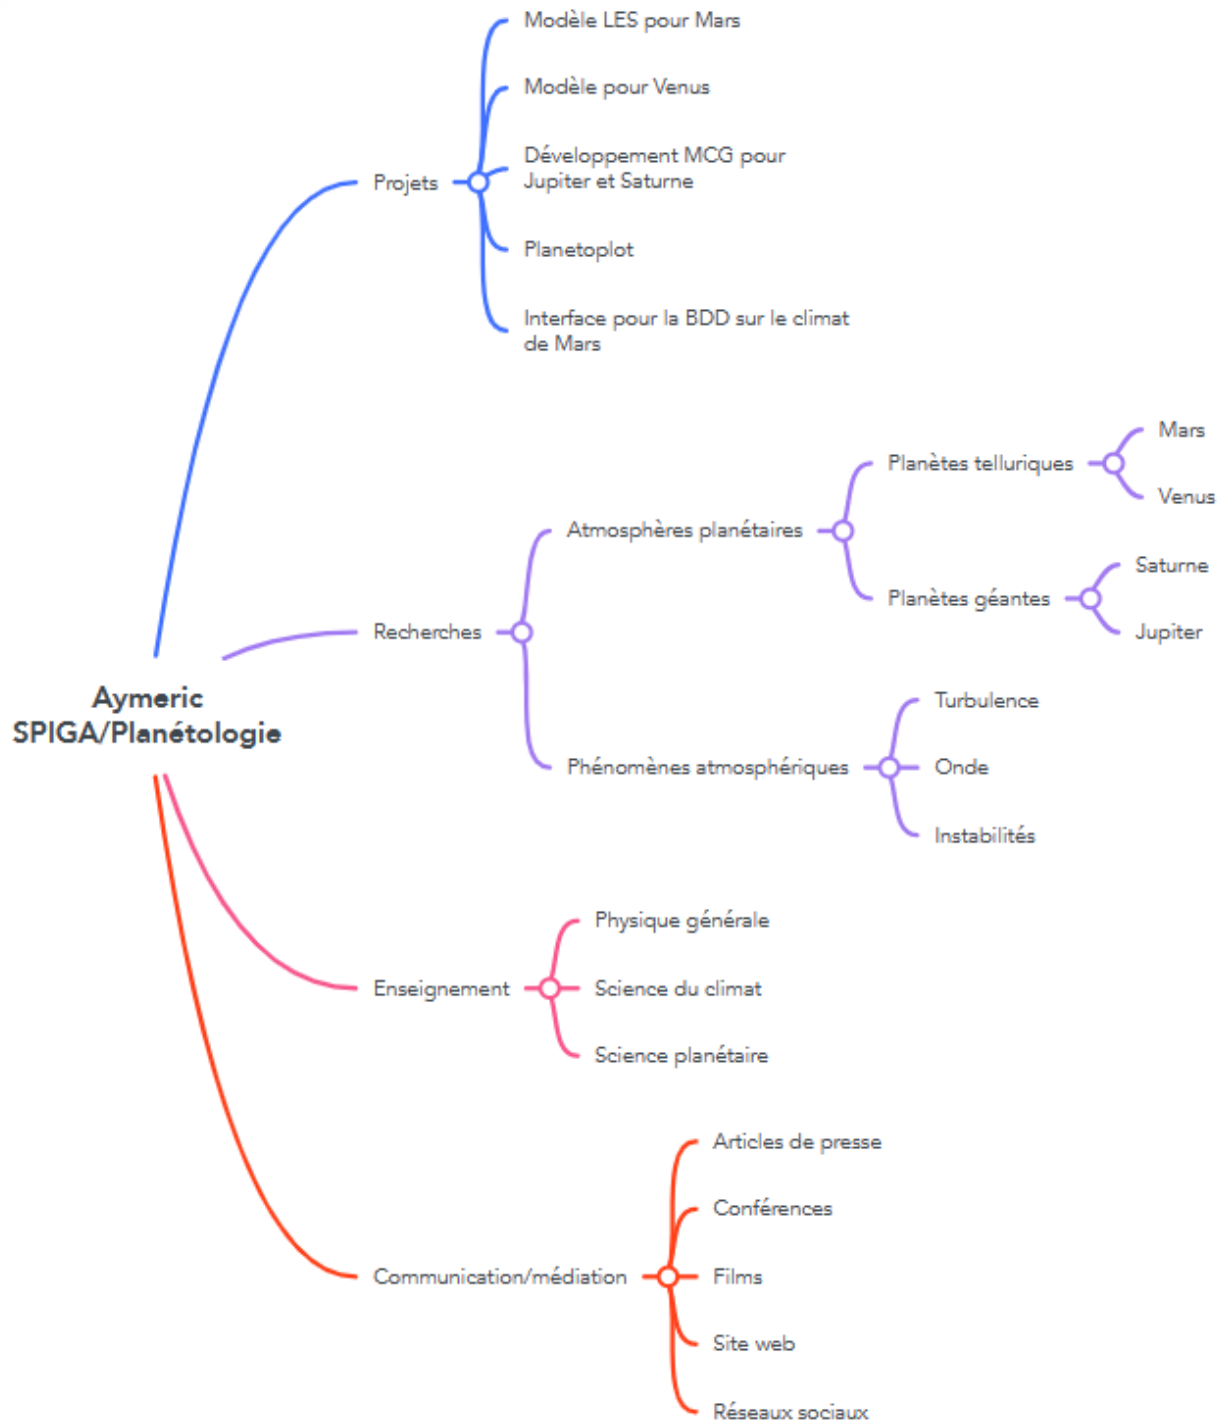 Modèle LES pour Mars
Modèle pour Venus
Développement MCG pour
Jupiter et Saturne
Projets
Planetoplot
Interface pour la BDD sur le climat
de Mars
Mars
Planètes telluriques
Venus
Atmosphères planétaires
Saturne
Planètes géantes
Jupiter
Recherches
Aymeric
SPIGA/Planétologie
Turbulence
Phénomènes atmosphériques
Onde
Instabilités
Physique générale
Enseignement
Science du climat
Science planétaire
Articles de presse
Conférences
Communication/médiation
Films
Site web
Réseaux sociaux